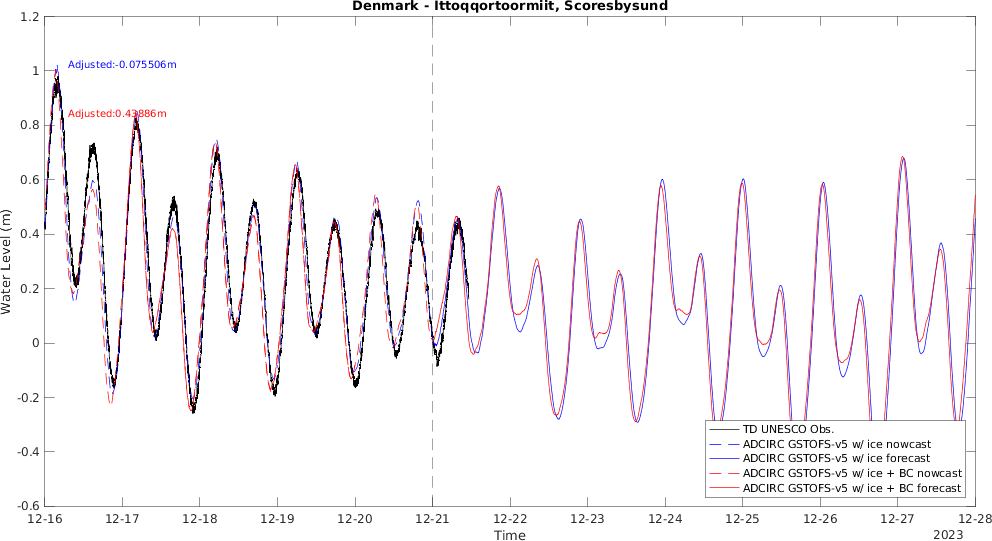 Denmark - Ittoqqortoormiit, Scoresbysund
1.2
1
0.8
0.6
0.4
0.2
0
-0.2
-0.4
-0.6
Water Level (m)
Adjusted:-0.075506m
Adjusted:0.43886m
TD UNESCO Obs.
ADCIRC GSTOFS-v5 w/ ice nowcast
ADCIRC GSTOFS-v5 w/ ice forecast
ADCIRC GSTOFS-v5 w/ ice + BC nowcast
ADCIRC GSTOFS-v5 w/ ice + BC forecast
12-16 12-17 12-18 12-19 12-20 12-21 12-22 12-23 12-24 12-25 12-26 12-27 12-28
Time
2023